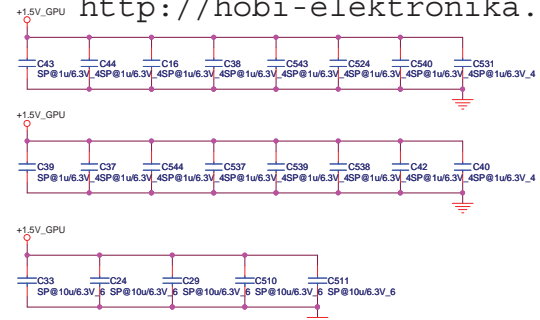 http://hobi-elektronika.
+1.5V_GPU
C43 C44 C16 C38 C543 C524 C540 C531
SP@1u/6.3V_4SP@1u/6.3V_4SP@1u/6.3V_4SP@1u/6.3V_4SP@1u/6.3V_4SP@1u/6.3V_4SP@1u/6.3V_4SP@1u/6.3V_4
+1.5V_GPU
C39 C37 C544 C537 C539 C538 C42 C40
SP@1u/6.3V_4SP@1u/6.3V_4SP@1u/6.3V_4SP@1u/6.3V_4SP@1u/6.3V_4SP@1u/6.3V_4SP@1u/6.3V_4SP@1u/6.3V_4
+1.5V_GPU
C33 C24 C29 C510 C511
SP@10u/6.3V_6 SP@10u/6.3V_6 SP@10u/6.3V_6 SP@10u/6.3V_6 SP@10u/6.3V_6